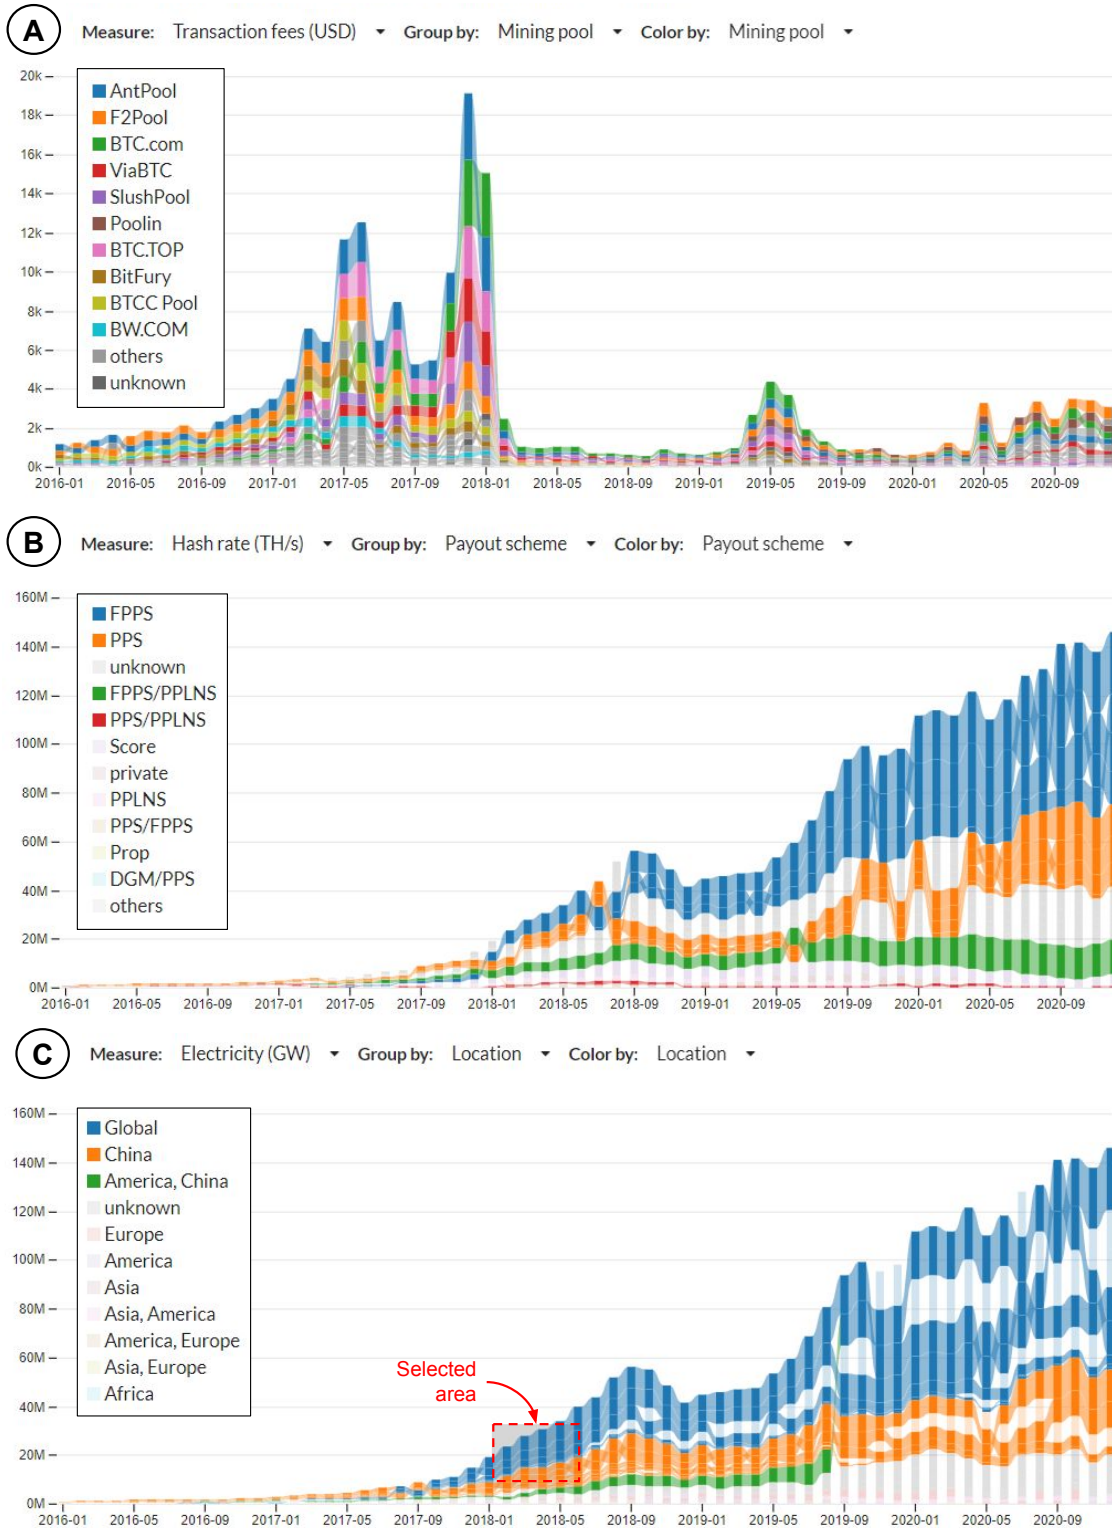 A Measure: Transaction fees (USD) Group by: Mining pool Color by: Mining pool
20k
18k
16k
14k
12k
10k
8k
6k
4k
2k
0k
AntPool
F2Pool
BTC.com
ViaBTC
SlushPool
Poolin
BTC.TOP
BitFury
BTCC Pool
BW.COM
others
unknown
2016-01 2016-05 2016-09 2017-01 2017-05 2017-09 2018-01 2018-05 2018-09 2019-01 2019-05 2019-09 2020-01 2020-05 2020-09
B Measure: Hash rate (TH/s) Group by: Payout scheme Color by: Payout scheme
160M
140M
120M
100M
80M
60M
40M
20M
0M
FPPS
PPS
unknown
FPPS/PPLNS
PPS/PPLNS
Score
private
PPLNS
PPS/FPPS
Prop
DGM/PPS
others
2016-01 2016-05 2016-09 2017-01 2017-05 2017-09 2018-01 2018-05 2018-09 2019-01 2019-05 2019-09 2020-01 2020-05 2020-09
C Measure: Electricity (GW) Group by: Location Color by: Location
160M
140M
120M
100M
80M
60M
40M
20M
0M
Global
China
America, China
unknown
Europe
America
Asia
Asia, America
America, Europe
Asia, Europe
Africa
Selected
area
2016-01 2016-05 2016-09 2017-01 2017-05 2017-09 2018-01 2018-05 2018-09 2019-01 2019-05 2019-09 2020-01 2020-05 2020-09